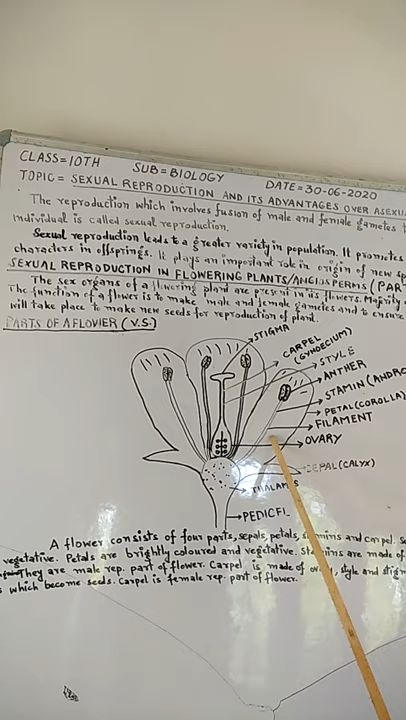 CLASS=10TH SUB=BIOLOGY DATE=30-06-2020
TOPIC= SEXUAL REPRODUCTION AND ITS ADVANTAGES OVER ASEXU
The reproduction which involves fusion of male and female gametes
individual is called sexual reproduction.
Sexual reproduction leads to a greater variety in population. It promotes
characters in offsprings. It plays an important role in origin of new sp
SEXUAL REPRODUCTION IN FLOWERING PLANTS/ANGIOSPERMS (PAR
The sex organs of a flowering plant are present in its flowers. Majority
The function of a flower is to make male and female gametes and to ensure
will take place to make new seeds for reproduction of plant.
PARTS OF A FLOVIER (V.S.)
STIGMA
CARPEL
(GYNOECIUM)
STYLE
ANTHER
STAMIN (ANDRO
PETAL (COROLLA)
FILAMENT
OVARY
SEPAL (CALYX)
THALAMUS
PEDICEL
A flower consists of four parts, sepals, petals, stamins and carpel. Se
vegetative. Petals are brightly coloured and vegetative. Stamins are made of
They are male rep. part of flower. Carpel is made of ovary, style and stigm
s which become seeds. Carpel is female rep. part of flower.